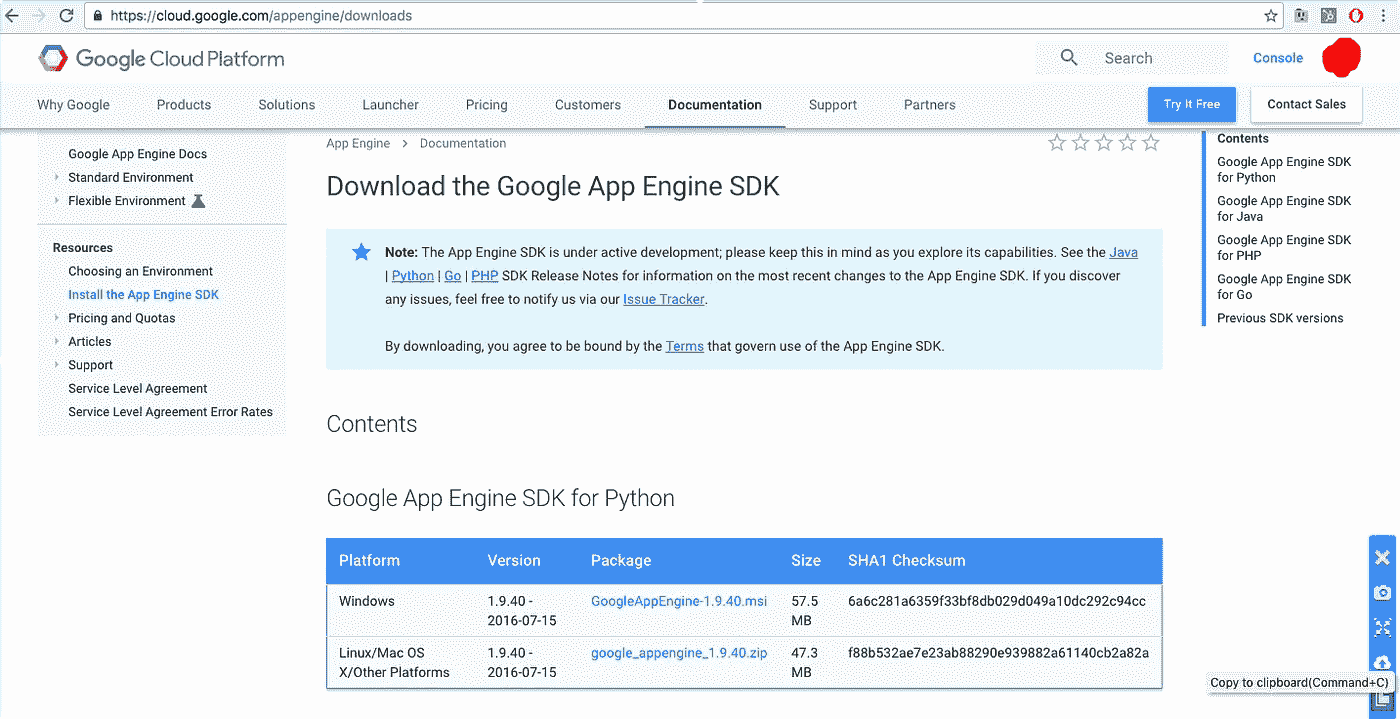 https://cloud.google.com/appengine/downloads
Google Cloud Platform
Search
Console
Why Google
Products
Solutions
Launcher
Pricing
Customers
Documentation
Support
Partners
Try It Free
Contact Sales
Google App Engine Docs
Standard Environment
Flexible Environment
Resources
Choosing an Environment
Install the App Engine SDK
Pricing and Quotas
Articles
Support
Service Level Agreement
Service Level Agreement Error Rates
App Engine > Documentation
Download the Google App Engine SDK
Note: The App Engine SDK is under active development; please keep this in mind as you explore its capabilities. See the Java
| Python | Go | PHP SDK Release Notes for information on the most recent changes to the App Engine SDK. If you discover
any issues, feel free to notify us via our Issue Tracker.
By downloading, you agree to be bound by the Terms that govern use of the App Engine SDK.
Contents
Google App Engine SDK for Python
Platform Version Package Size SHA1 Checksum
Windows 1.9.40 - GoogleAppEngine-1.9.40.msi 57.5 6a6c281a6359f33bf8db029d049a10dc292c94cc
2016-07-15 MB
Linux/Mac OS 1.9.40 - google_appengine_1.9.40.zip 47.3 f88b532ae7e23ab88290e939882a61140cb2a82a
X/Other Platforms 2016-07-15 MB
Contents
Google App Engine SDK
for Python
Google App Engine SDK
for Java
Google App Engine SDK
for PHP
Google App Engine SDK
for Go
Previous SDK versions
Copy to clipboard(Command+C)